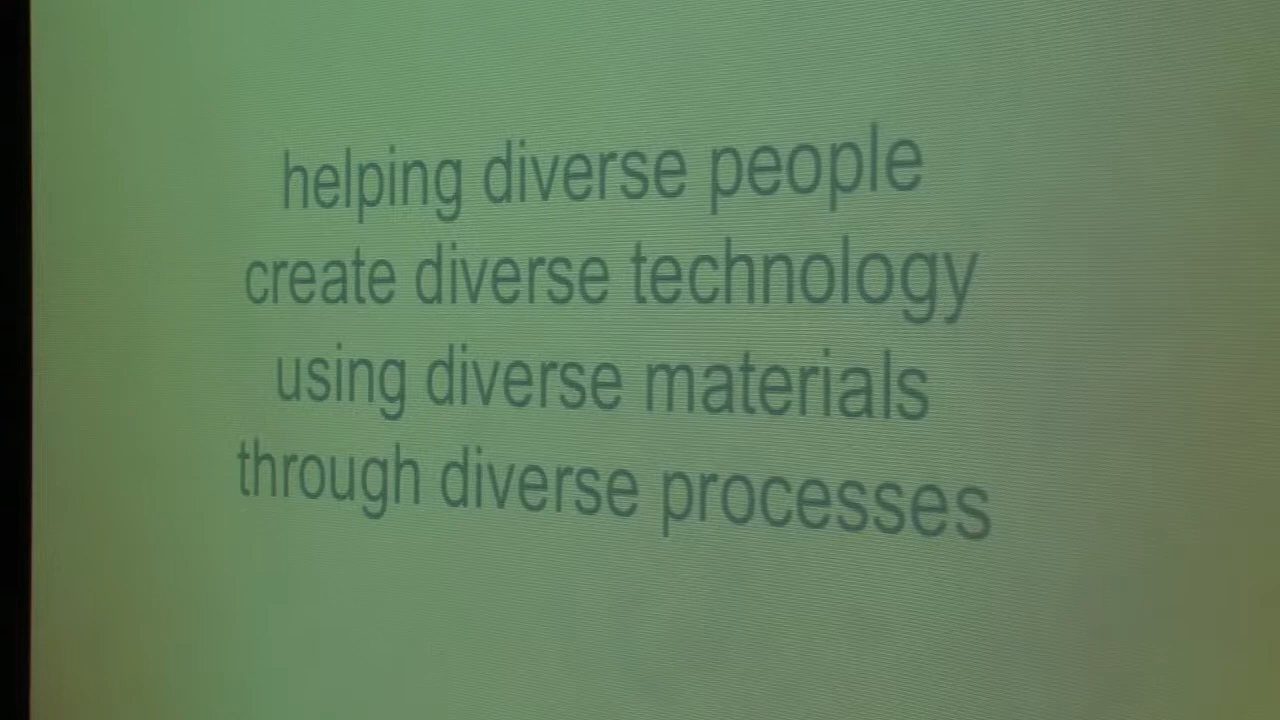 helping diverse people
create diverse technology
using diverse materials
through diverse processes